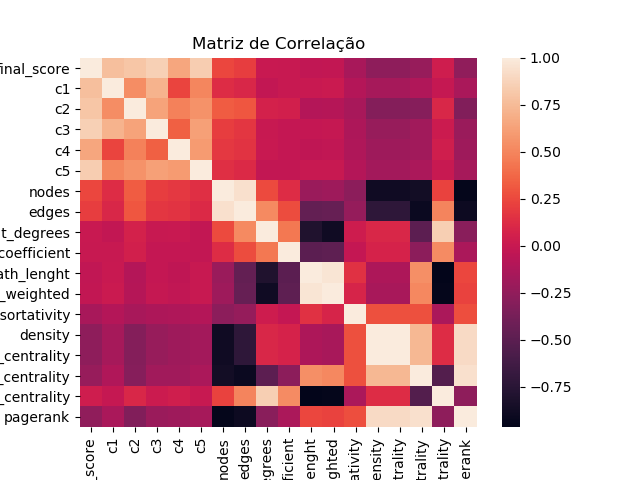 Matriz de Correlação
final_score
c1
c2
c3
c4
c5
nodes
edges
t_degrees
coefficient
ath_lenght
_weighted
sortativity
density
_centrality
_centrality
_centrality
pagerank
_score
c1
c2
c3
c4
c5
nodes
edges
egrees
ficient
enght
ghted
ativity
ensity
trality
trality
trality
erank
1.00
0.75
0.50
0.25
0.00
−0.25
−0.50
−0.75